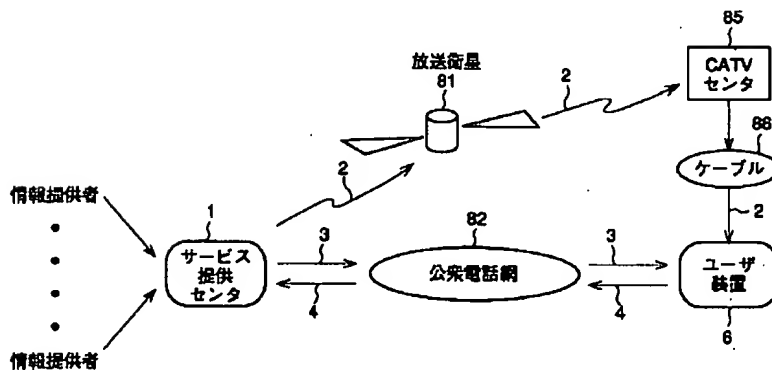 85
CATV
センタ
放送衛星
81
2
86
ケーブル
2
2
情報提供者
1
サービス
提供
センタ
3
4
82
公衆電話網
3
4
ユーザ
装置
6
情報提供者